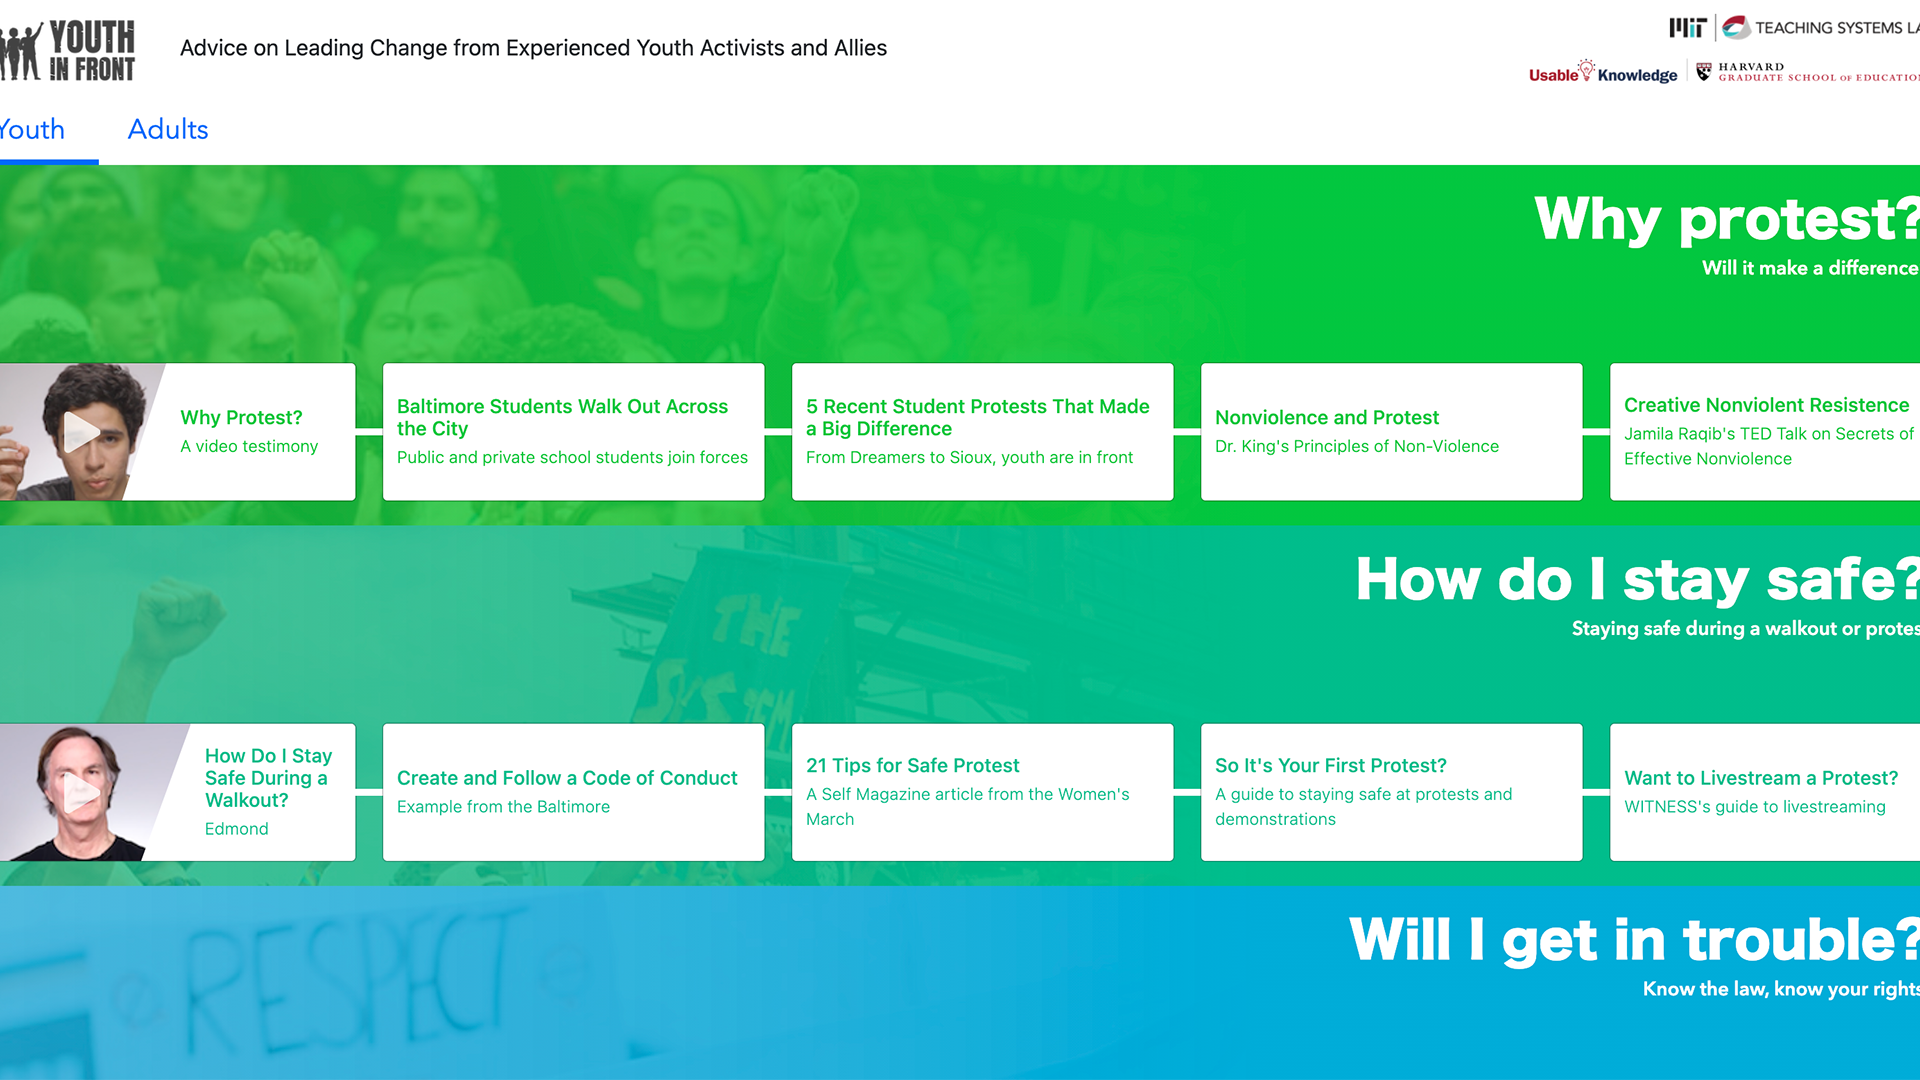 YOUTH
IN FRONT
Advice on Leading Change from Experienced Youth Activists and Allies
MIT
TEACHING SYSTEMS LA
Usable Knowledge
HARVARD
GRADUATE SCHOOL OF EDUCATIO
Youth
Adults
Why protest?
Will it make a difference
Why Protest?
A video testimony
Baltimore Students Walk Out Across
the City
Public and private school students join forces
5 Recent Student Protests That Made
a Big Difference
From Dreamers to Sioux, youth are in front
Nonviolence and Protest
Dr. King's Principles of Non-Violence
Creative Nonviolent Resistence
Jamila Raqib's TED Talk on Secrets of
Effective Nonviolence
How do I stay safe?
Staying safe during a walkout or protes
THE
SYSTEM
How Do I Stay
Safe During a
Walkout?
Edmond
Create and Follow a Code of Conduct
Example from the Baltimore
21 Tips for Safe Protest
A Self Magazine article from the Women's
March
So It's Your First Protest?
A guide to staying safe at protests and
demonstrations
Want to Livestream a Protest?
WITNESS's guide to livestreaming
RESPECT
Will I get in trouble?
Know the law, know your rights